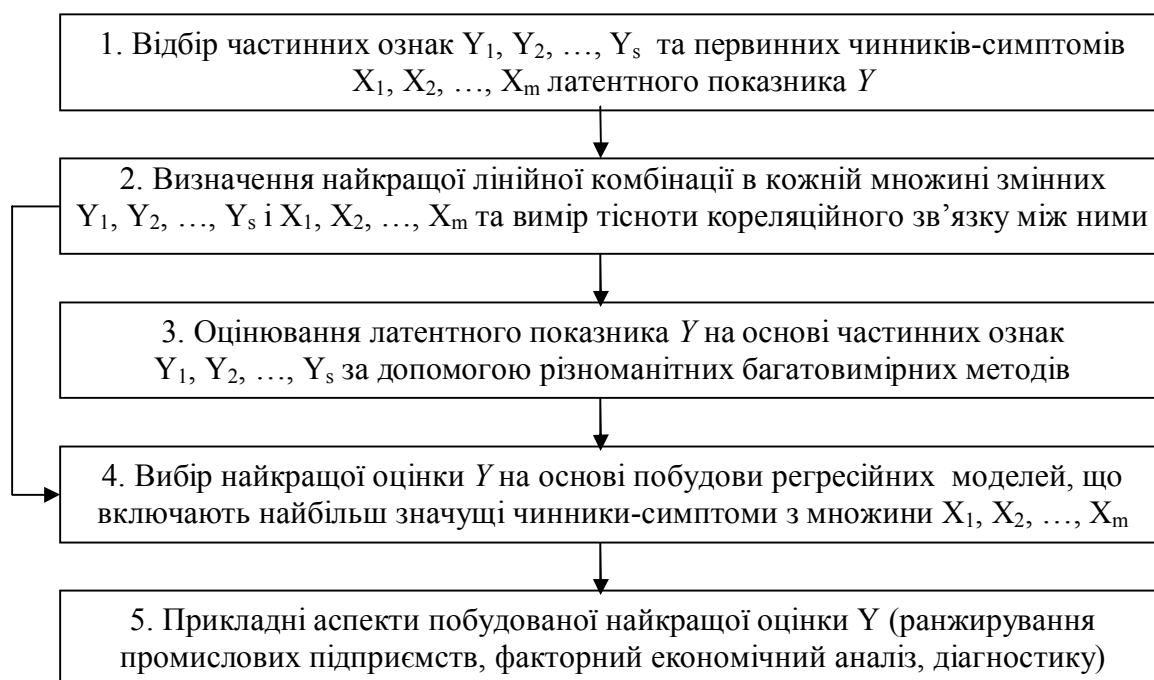 1. Відбір частинних ознак Y₁, Y₂, …, Yₛ та первинних чинників-симптомів
X₁, X₂, …, Xₘ латентного показника Y
2. Визначення найкращої лінійної комбінації в кожній множині змінних
Y₁, Y₂, …, Yₛ і X₁, X₂, …, Xₘ та вимір тісноти кореляційного зв’язку між ними
3. Оцінювання латентного показника Y на основі частинних ознак
Y₁, Y₂, …, Yₛ за допомогою різноманітних багатовимірних методів
4. Вибір найкращої оцінки Y на основі побудови регресійних моделей, що
включають найбільш значущі чинники-симптоми з множини X₁, X₂, …, Xₘ
5. Прикладні аспекти побудованої найкращої оцінки Y (ранжирування
промислових підприємств, факторний економічний аналіз, діагностику)